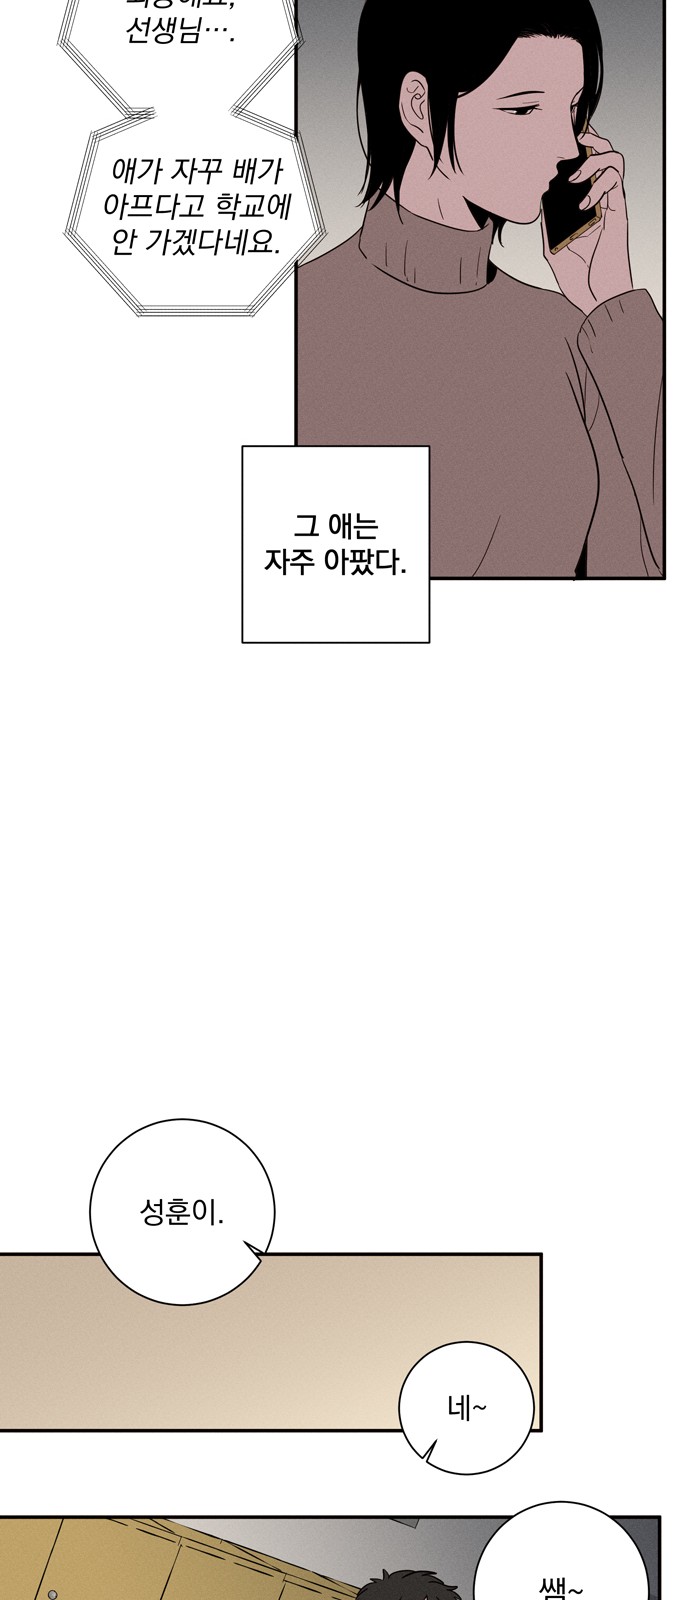 선생님….
애가 자꾸 배가
아프다고 학교에
안 가겠다네요.
그 애는
자주 아팠다.
성훈이.
네~
쌤~